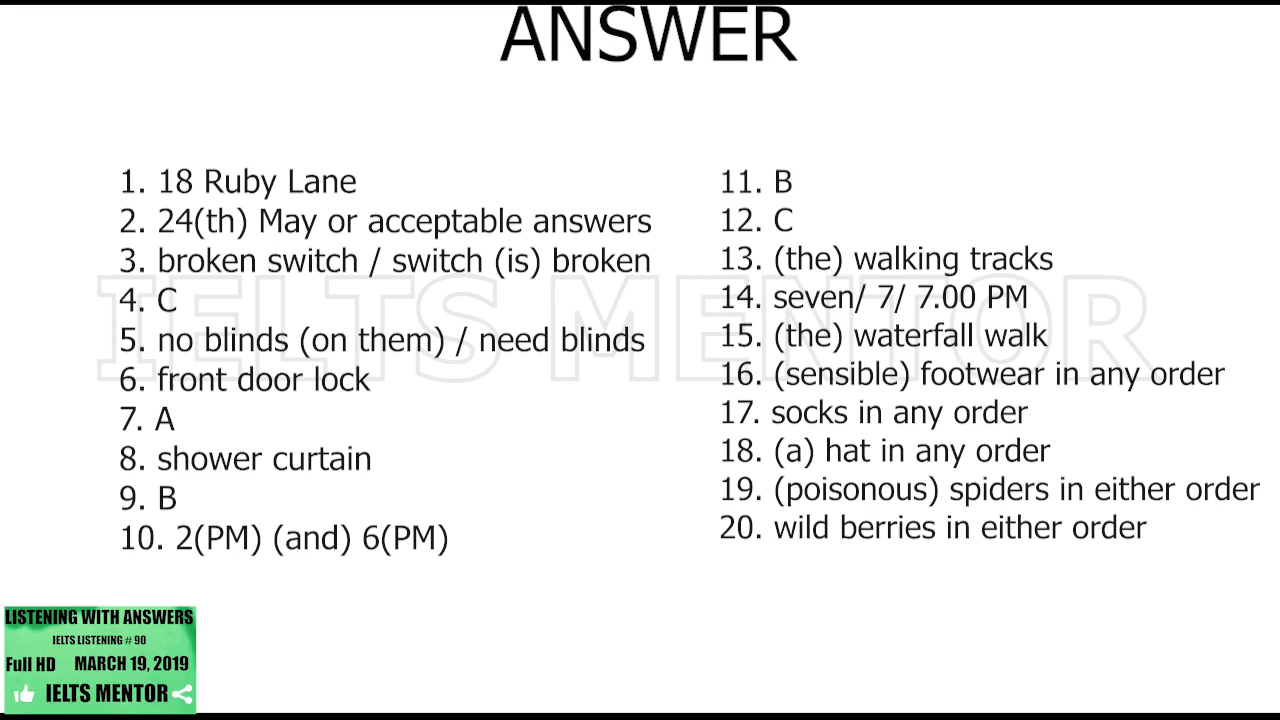 ANSWER
1. 18 Ruby Lane
2. 24(th) May or acceptable answers
3. broken switch / switch (is) broken
4. C
5. no blinds (on them) / need blinds
6. front door lock
7. A
8. shower curtain
9. B
10. 2(PM) (and) 6(PM)
11. B
12. C
13. (the) walking tracks
14. seven/ 7/ 7.00 PM
15. (the) waterfall walk
16. (sensible) footwear in any order
17. socks in any order
18. (a) hat in any order
19. (poisonous) spiders in either order
20. wild berries in either order
IELTS MENTOR
LISTENING WITH ANSWERS
IELTS LISTENING # 90
Full HD MARCH 19, 2019
IELTS MENTOR